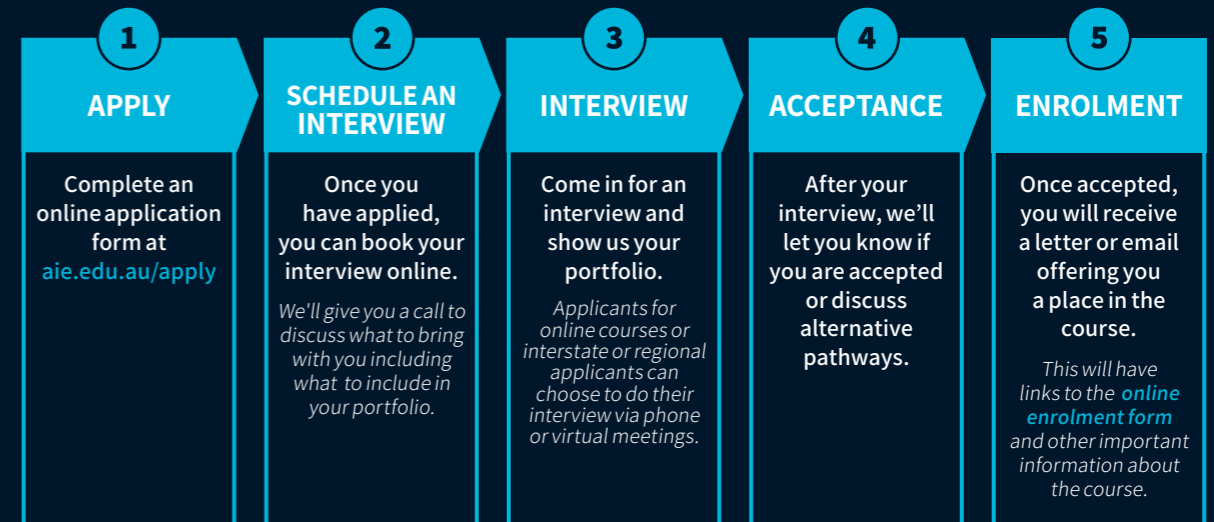 1
APPLY
Complete an
online application
form at
aie.edu.au/apply
2
SCHEDULE AN
INTERVIEW
Once you
have applied,
you can book your
interview online.
We'll give you a call to
discuss what to bring
with you including
what to include in
your portfolio.
3
INTERVIEW
Come in for an
interview and
show us your
portfolio.
Applicants for
online courses or
interstate or regional
applicants can
choose to do their
interview via phone
or virtual meetings.
4
ACCEPTANCE
After your
interview, we’ll
let you know if
you are accepted
or discuss
alternative
pathways.
5
ENROLMENT
Once accepted,
you will receive
a letter or email
offering you
a place in the
course.
This will have
links to the online
enrolment form
and other important
information about
the course.